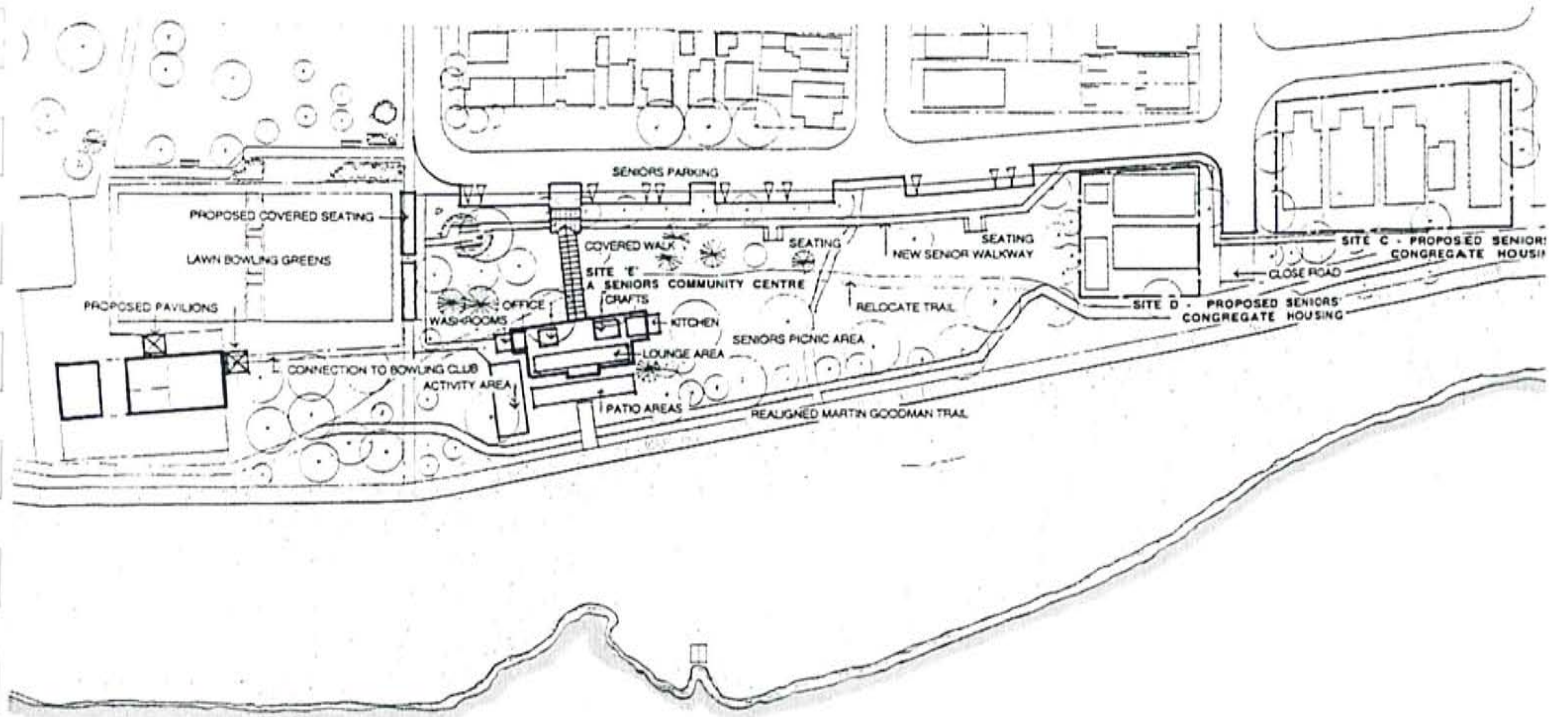 SENIORS PARKING
PROPOSED COVERED SEATING
COVERED WALK
SEATING
SEATING
NEW SENIOR WALKWAY
SITE C - PROPOSED SENIORS'
CONGREGATE HOUSIN
LAWN BOWLING GREENS
SITE 'E'
A SENIORS COMMUNITY CENTRE
CLOSE ROAD
PROPOSED PAVILIONS
OFFICE
CRAFTS
RELOCATE TRAIL
SITE D - PROPOSED SENIORS'
CONGREGATE HOUSING
WASHROOMS
KITCHEN
SENIORS PICNIC AREA
LOUNGE AREA
CONNECTION TO BOWLING CLUB
ACTIVITY AREA
PATIO AREAS
REALIGNED MARTIN GOODMAN TRAIL